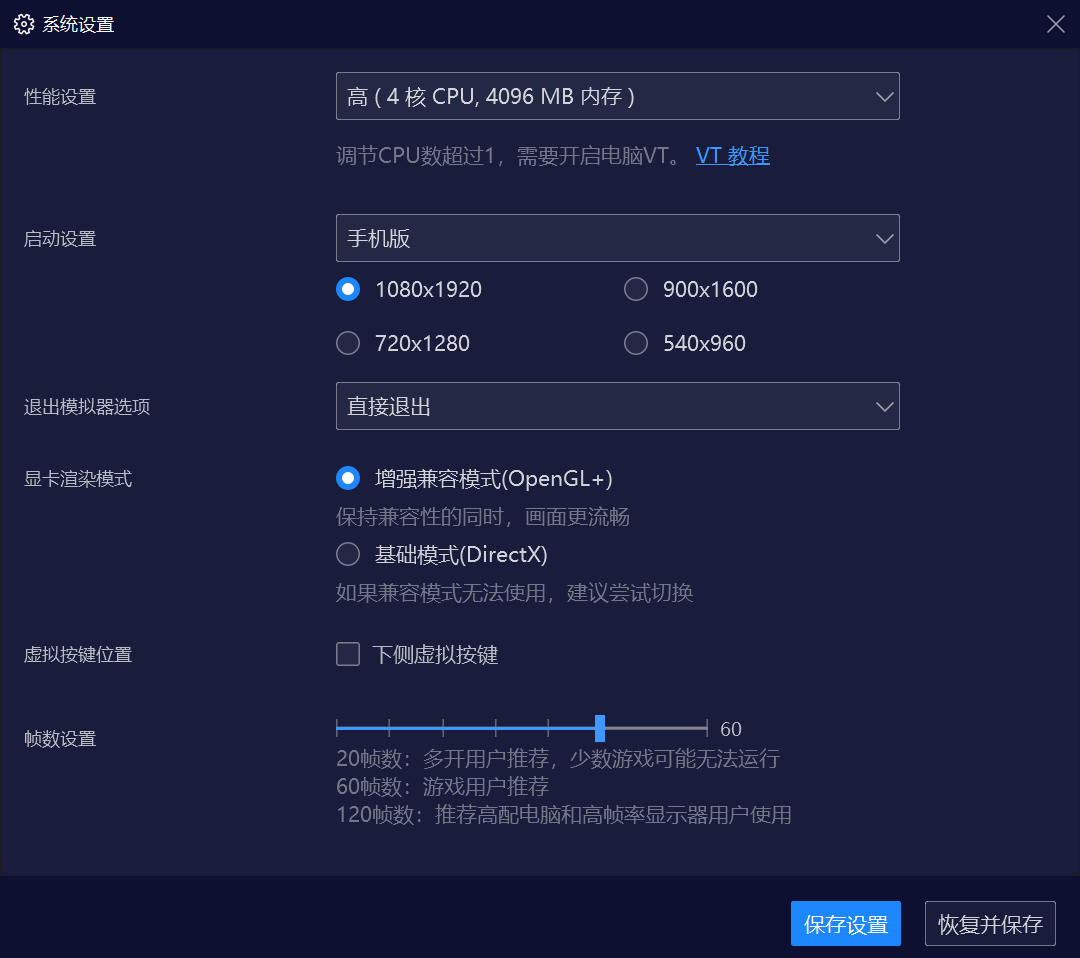 系统设置
性能设置
高 ( 4 核 CPU, 4096 MB 内存 )
调节CPU数超过1，需要开启电脑VT。 VT 教程
启动设置
手机版
1080x1920
900x1600
720x1280
540x960
退出模拟器选项
直接退出
显卡渲染模式
增强兼容模式(OpenGL+)
保持兼容性的同时，画面更流畅
基础模式(DirectX)
如果兼容模式无法使用，建议尝试切换
虚拟按键位置
下侧虚拟按键
帧数设置
60
20帧数：多开用户推荐，少数游戏可能无法运行
60帧数：游戏用户推荐
120帧数：推荐高配电脑和高帧率显示器用户使用
保存设置
恢复并保存